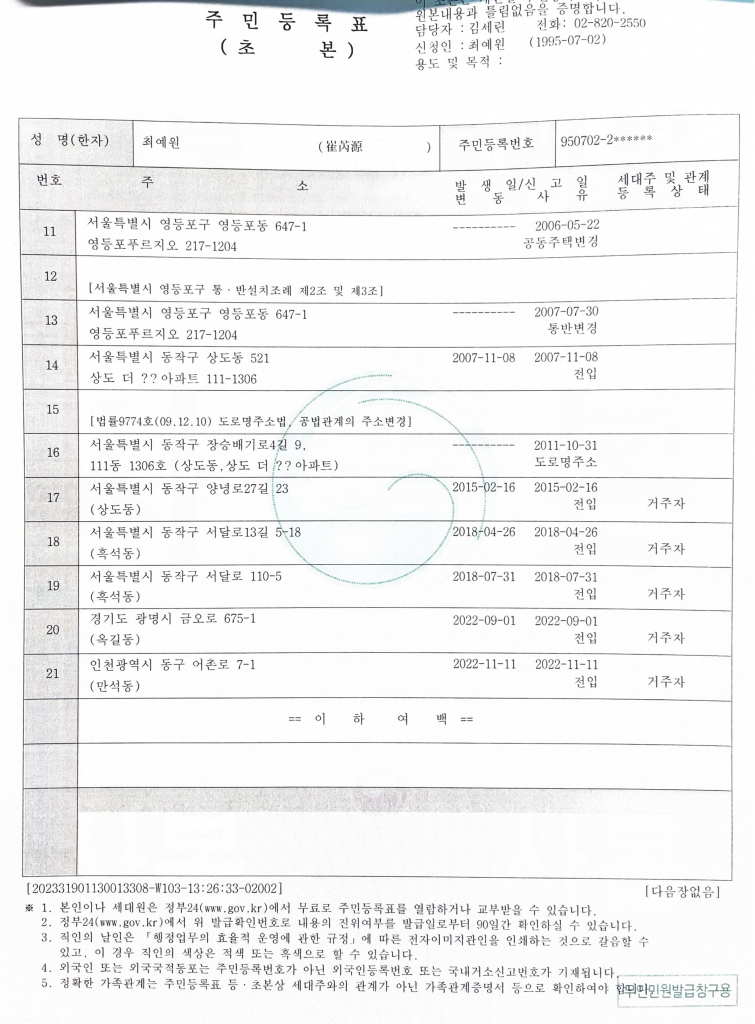 주 민 등 록 표
( 초 본 )
원본내용과 틀림없음을 증명합니다.
담당자 : 김세린 전화: 02-820-2550
신청인 : 최예원 (1995-07-02)
용도 및 목적 :
성 명(한자) 최예원 (崔芮源 ) 주민등록번호 950702-2******
번호 주 소 발 생 일/신 고 일 세대주 및 관계
변 동 사 유 등 록 상 태
11 서울특별시 영등포구 영등포동 647-1 ---------- 2006-05-22
영등포푸르지오 217-1204 공동주택변경
12
[서울특별시 영등포구 통·반설치조례 제2조 및 제3조]
13 서울특별시 영등포구 영등포동 647-1 ---------- 2007-07-30
영등포푸르지오 217-1204 통반변경
14 서울특별시 동작구 상도동 521 2007-11-08 2007-11-08
상도 더 ??아파트 111-1306 전입
15
[법률9774호(09.12.10) 도로명주소법, 공법관계의 주소변경]
16 서울특별시 동작구 장승배기로4길 9, ---------- 2011-10-31
111동 1306호 (상도동,상도 더 ??아파트) 도로명주소
17 서울특별시 동작구 양녕로27길 23 2015-02-16 2015-02-16
(상도동) 전입 거주자
18 서울특별시 동작구 서달로13길 5-18 2018-04-26 2018-04-26
(흑석동) 전입 거주자
19 서울특별시 동작구 서달로 110-5 2018-07-31 2018-07-31
(흑석동) 전입 거주자
20 경기도 광명시 금오로 675-1 2022-09-01 2022-09-01
(옥길동) 전입 거주자
21 인천광역시 동구 어촌로 7-1 2022-11-11 2022-11-11
(만석동) 전입 거주자
== 이 하 여 백 ==
[202331901130013308-W103-13:26:33-02002] [다음장없음]
※ 1. 본인이나 세대원은 정부24(www.gov.kr)에서 무료로 주민등록표를 열람하거나 교부받을 수 있습니다.
2. 정부24(www.gov.kr)에서 위 발급확인번호로 내용의 진위여부를 발급일로부터 90일간 확인하실 수 있습니다.
3. 직인의 날인은 「행정업무의 효율적 운영에 관한 규정」에 따른 전자이미지관인을 인쇄하는 것으로 갈음할 수
있고, 이 경우 직인의 색상은 적색 또는 흑색으로 할 수 있습니다.
4. 외국인 또는 외국국적동포는 주민등록번호가 아닌 외국인등록번호 또는 국내거소신고번호가 기재됩니다.
5. 정확한 가족관계는 주민등록표 등·초본상 세대주와의 관계가 아닌 가족관계증명서 등으로 확인하여야 합니다.
무인민원발급창구용